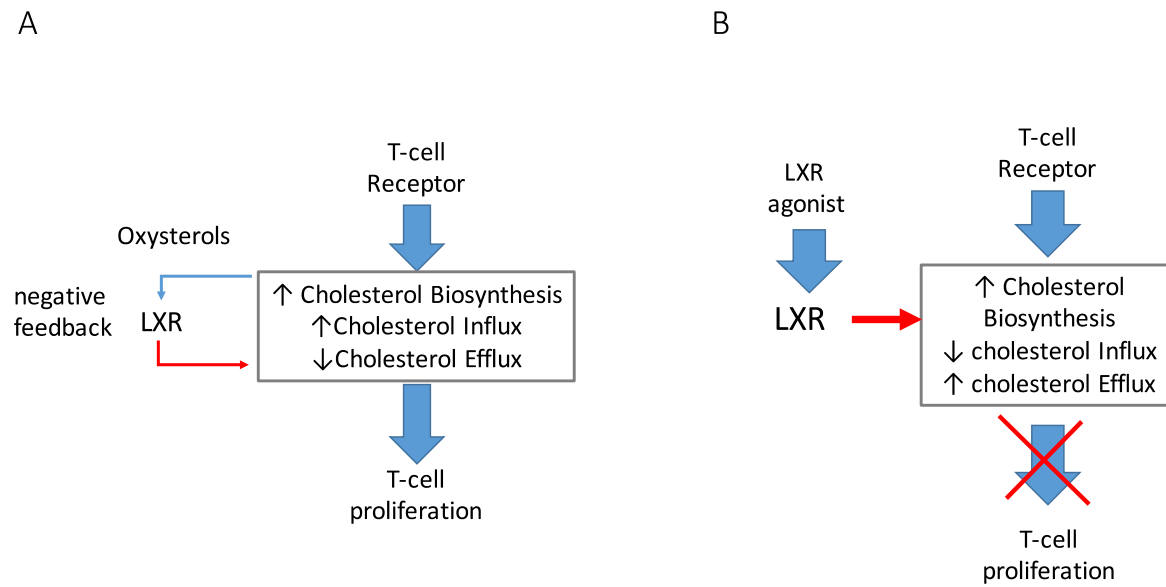 A
T-cell
Receptor
Oxysterols
negative
feedback
LXR
↑ Cholesterol Biosynthesis
↑Cholesterol Influx
↓Cholesterol Efflux
T-cell
proliferation
B
T-cell
Receptor
LXR
agonist
LXR
↑ Cholesterol
Biosynthesis
↓ cholesterol Influx
↑ cholesterol Efflux
T-cell
proliferation